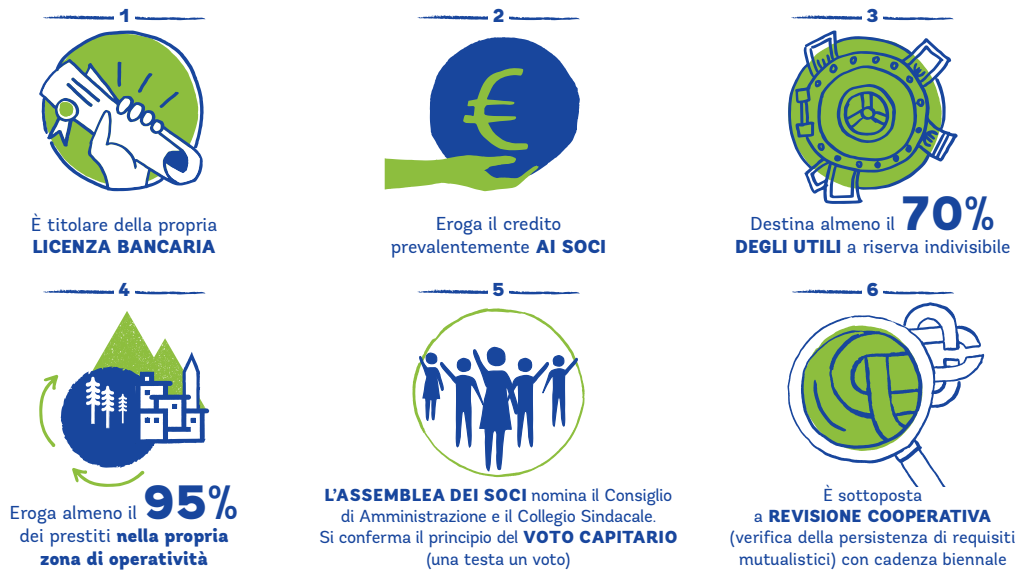 1
È titolare della propria
LICENZA BANCARIA
2
€
Eroga il credito
prevalentemente AI SOCI
3
Destina almeno il 70%
DEGLI UTILI a riserva indivisibile
4
Eroga almeno il 95%
dei prestiti nella propria
zona di operatività
5
L'ASSEMBLEA DEI SOCI nomina il Consiglio
di Amministrazione e il Collegio Sindacale.
Si conferma il principio del VOTO CAPITARIO
(una testa un voto)
6
È sottoposta
a REVISIONE COOPERATIVA
(verifica della persistenza di requisiti
mutualistici) con cadenza biennale